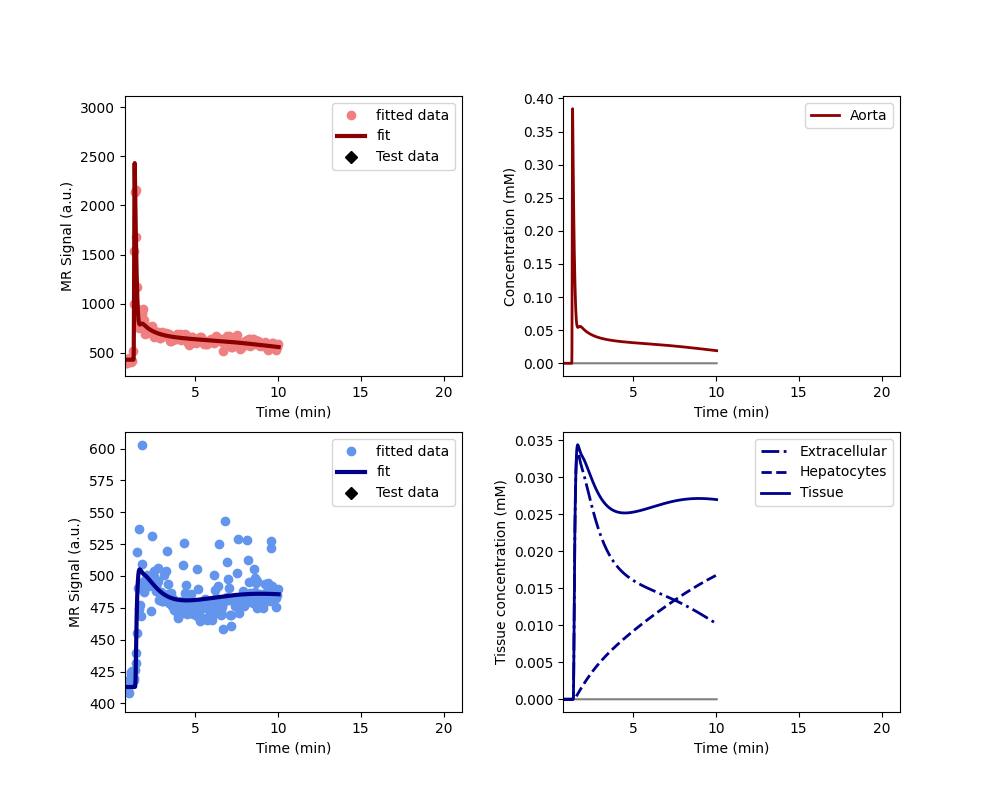 3000
2500
2000
1500
1000
500
MR Signal (a.u.)
5
10
15
20
Time (min)
fitted data
fit
Test data
0.40
0.35
0.30
0.25
0.20
0.15
0.10
0.05
0.00
Concentration (mM)
5
10
15
20
Time (min)
Aorta
600
575
550
525
500
475
450
425
400
MR Signal (a.u.)
5
10
15
20
Time (min)
fitted data
fit
Test data
0.035
0.030
0.025
0.020
0.015
0.010
0.005
0.000
Tissue concentration (mM)
5
10
15
20
Time (min)
Extracellular
Hepatocytes
Tissue